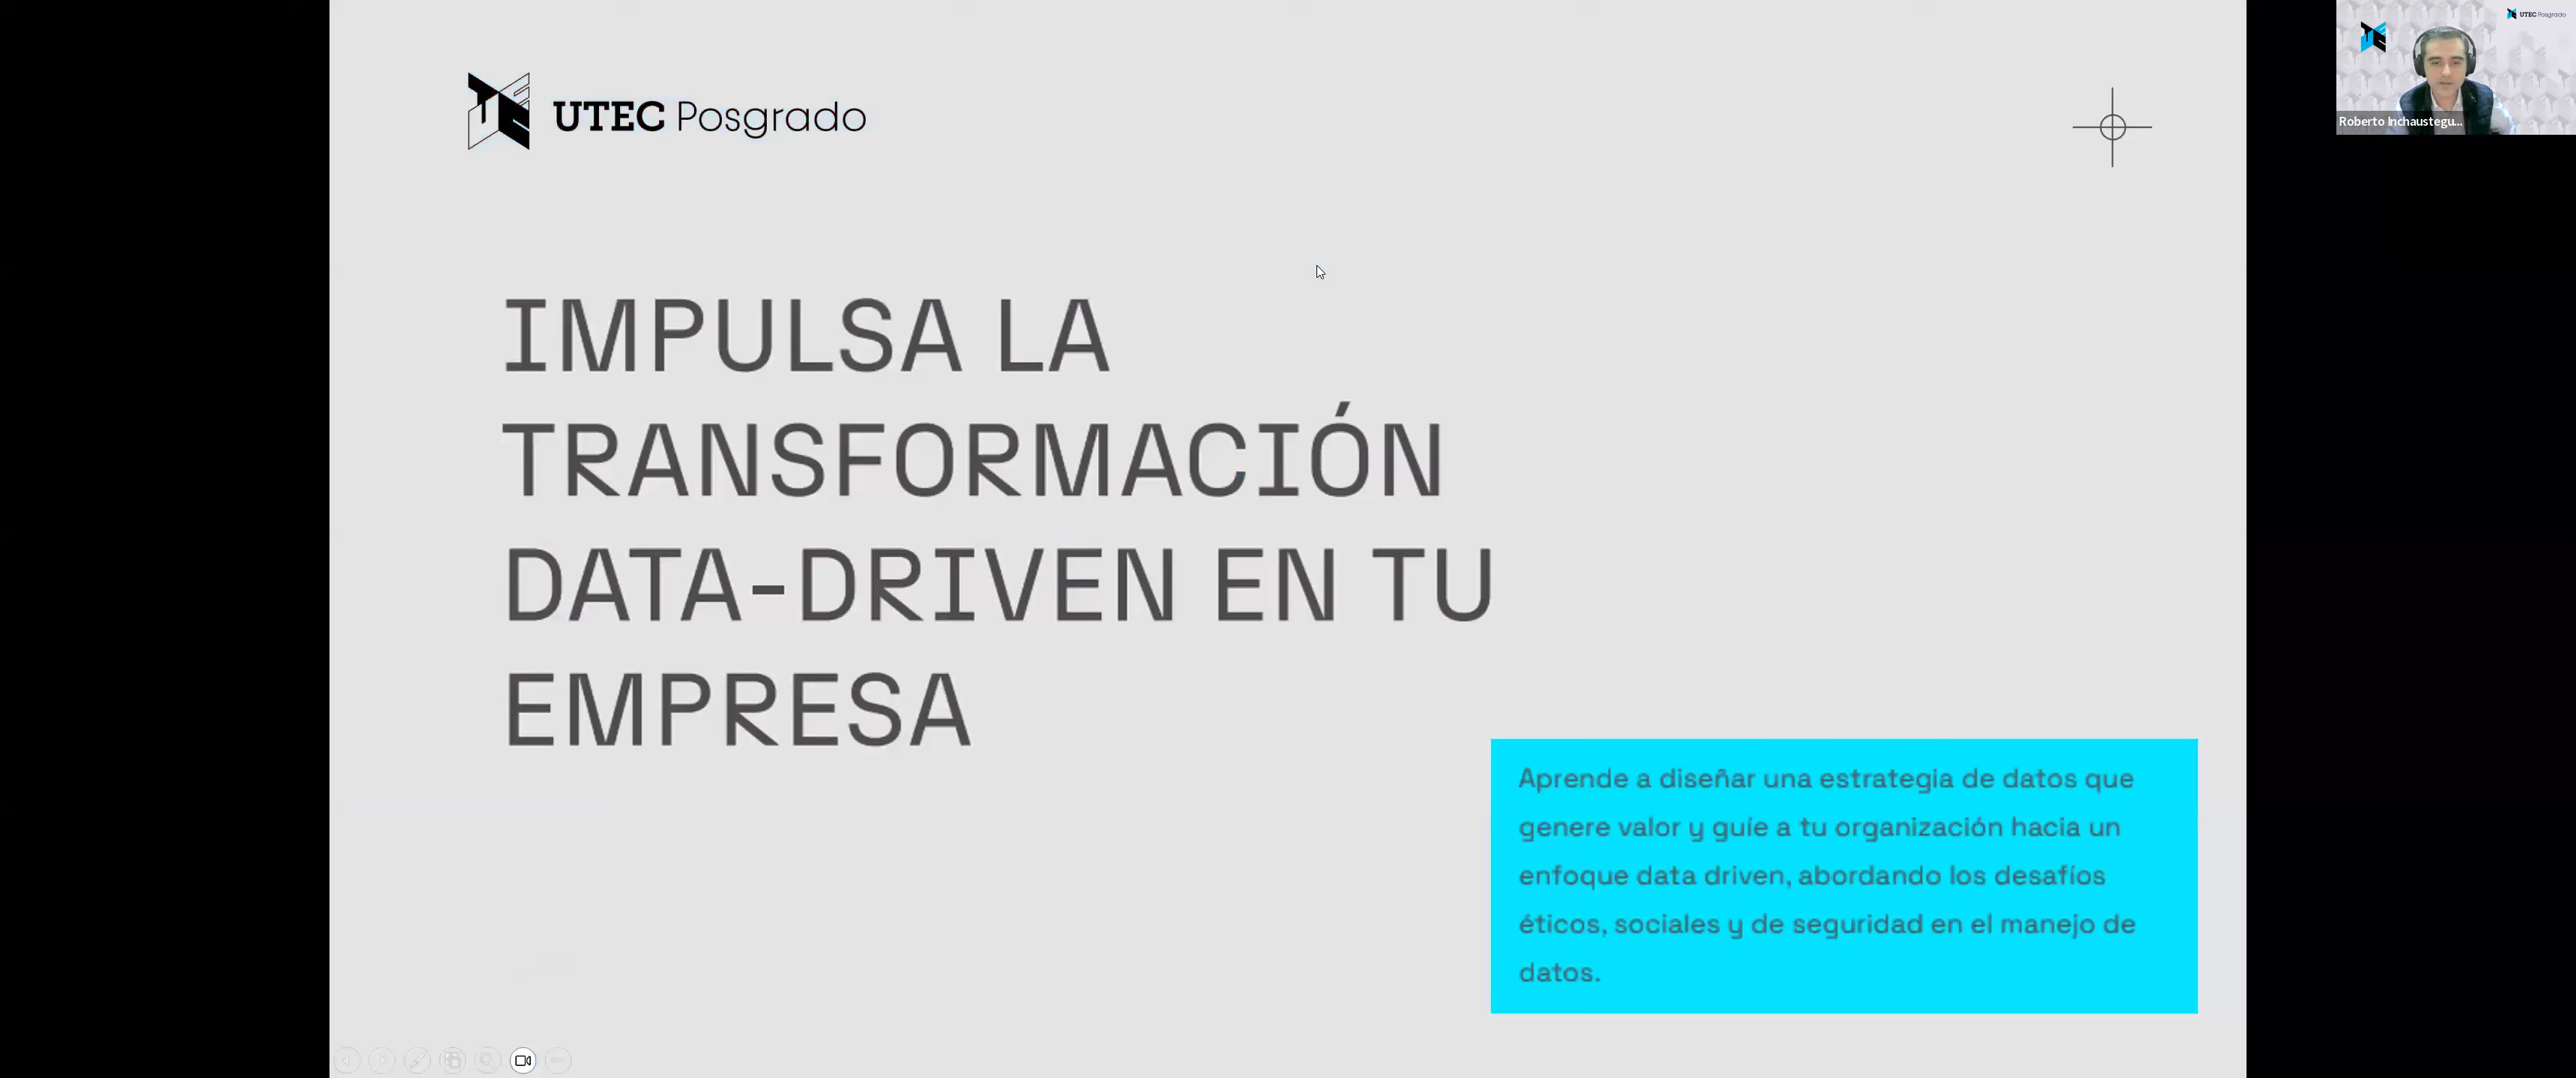 UTEC Posgrado
UTEC Posgrado
Roberto Inchaustegu...
IMPULSA LA
TRANSFORMACIÓN
DATA-DRIVEN EN TU
EMPRESA
Aprende a diseñar una estrategia de datos que
genere valor y guíe a tu organización hacia un
enfoque data driven, abordando los desafíos
éticos, sociales y de seguridad en el manejo de
datos.